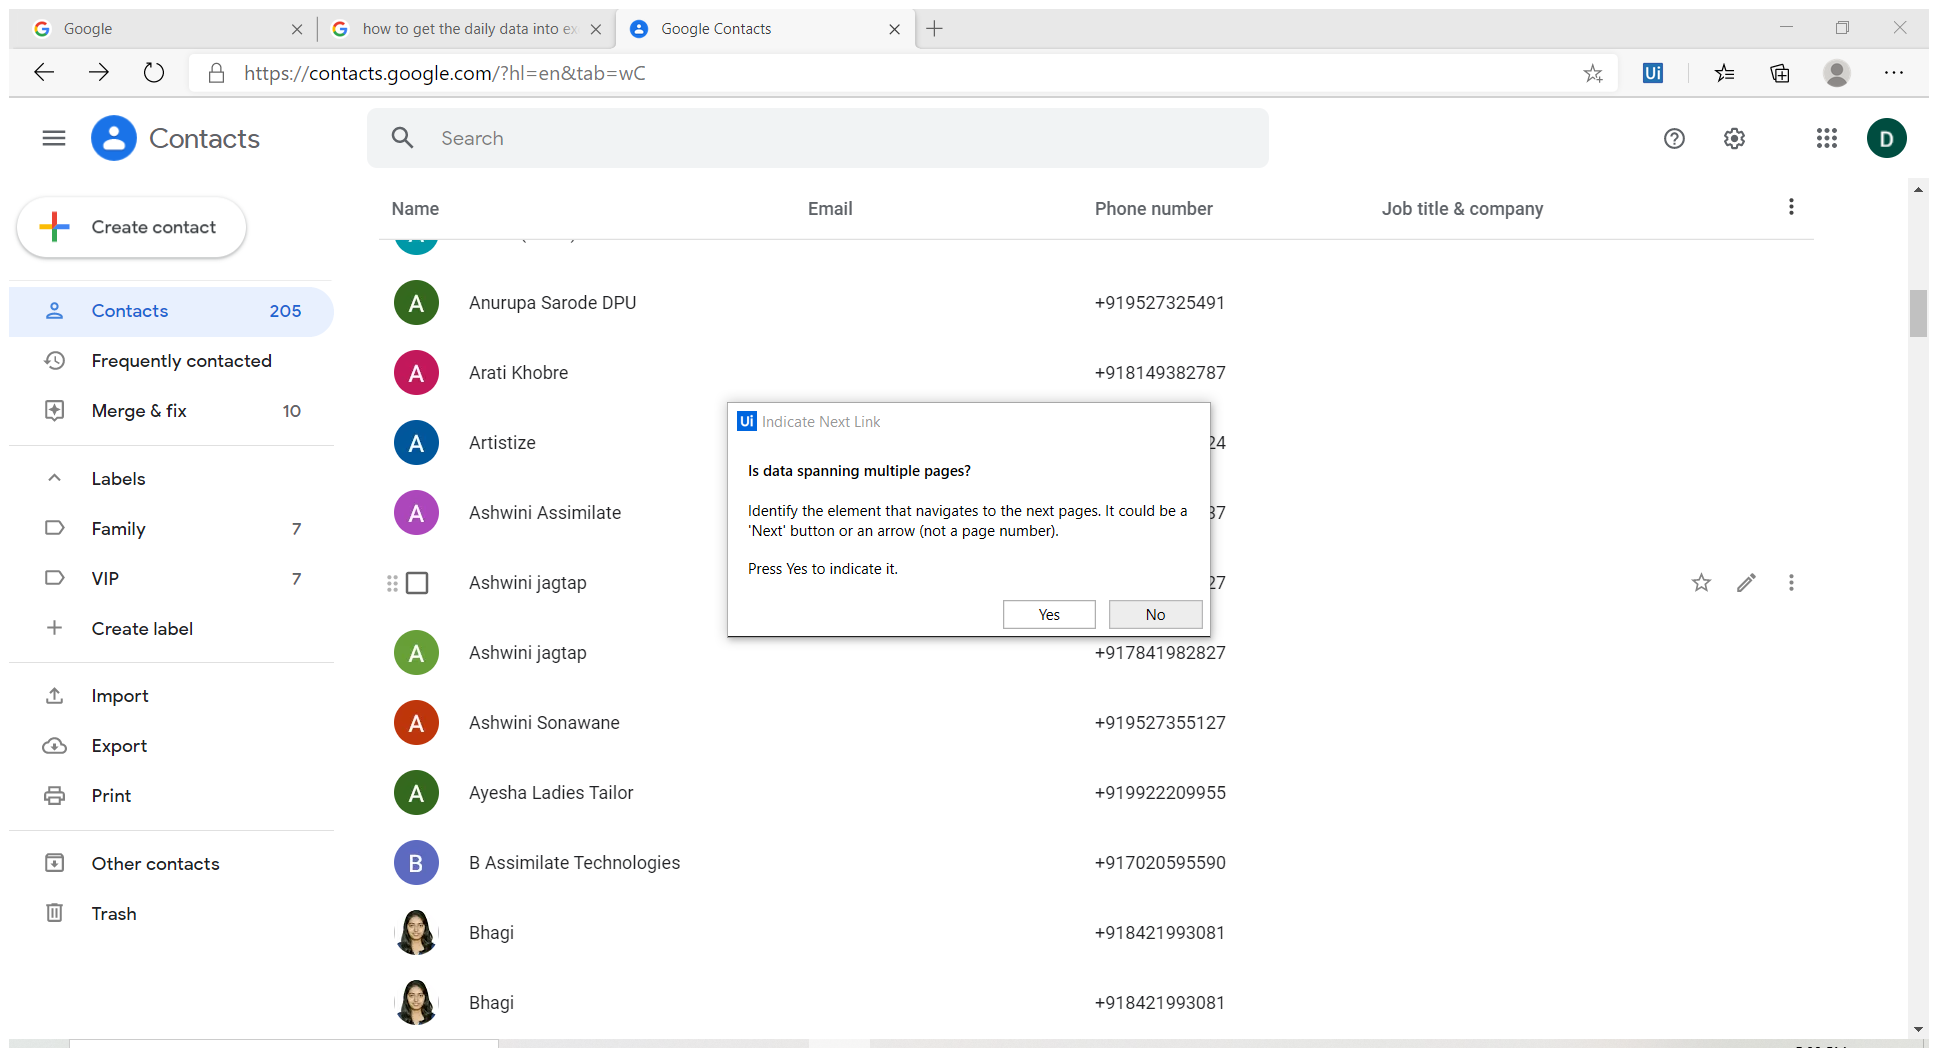 Google
how to get the daily data into ex
Google Contacts
https://contacts.google.com/?hl=en&tab=wC
Ui
Contacts
Search
D
Create contact
Name Email Phone number Job title & company
Contacts 205
Frequently contacted
Merge & fix 10
Labels
Family 7
VIP 7
Create label
Import
Export
Print
Other contacts
Trash
A Anurupa Sarode DPU +919527325491
A Arati Khobre +918149382787
A Artistize 24
A Ashwini Assimilate 37
Ashwini jagtap 27
A Ashwini jagtap +917841982827
A Ashwini Sonawane +919527355127
A Ayesha Ladies Tailor +919922209955
B B Assimilate Technologies +917020595590
Bhagi +918421993081
Bhagi +918421993081
Ui Indicate Next Link
Is data spanning multiple pages?
Identify the element that navigates to the next pages. It could be a
'Next' button or an arrow (not a page number).
Press Yes to indicate it.
Yes No